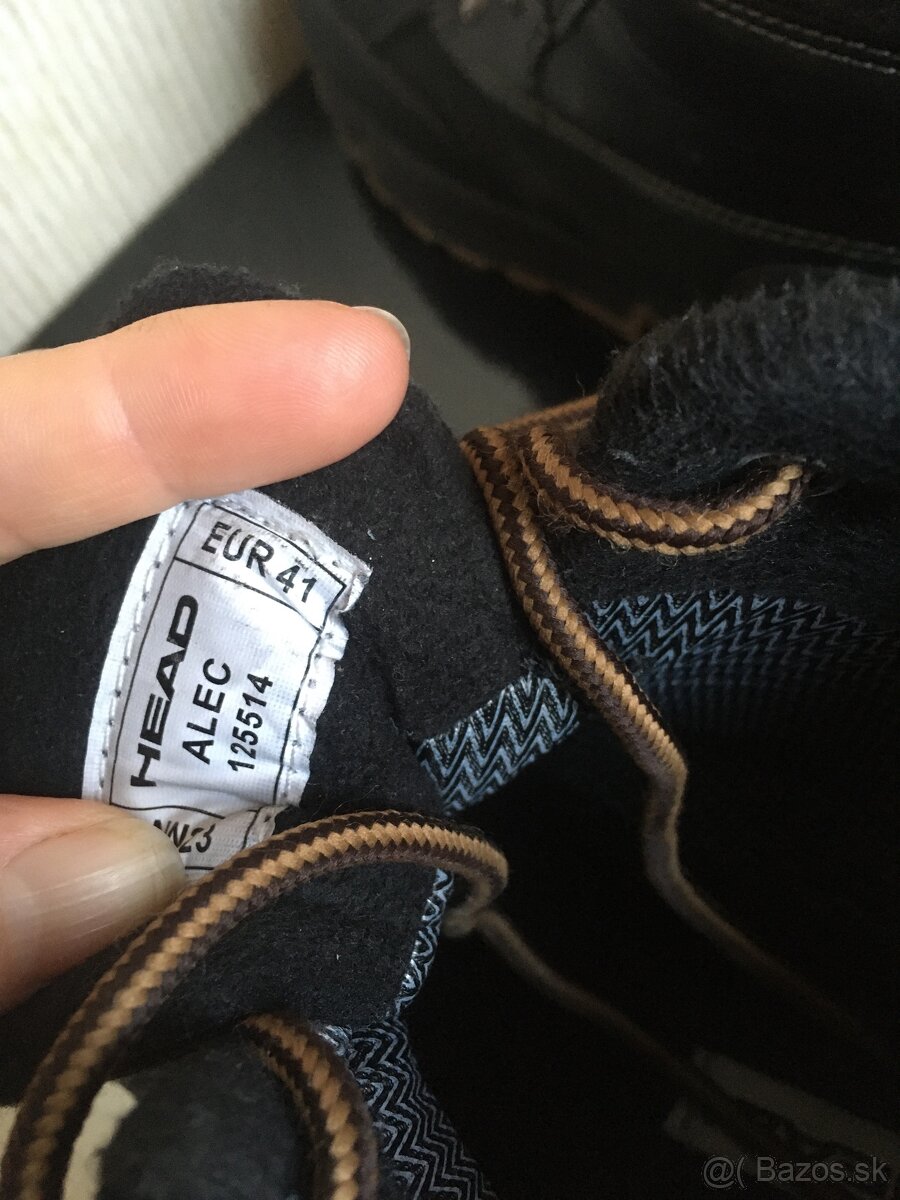 EUR 41
HEAD
ALEC
125514
@( Bazos.sk